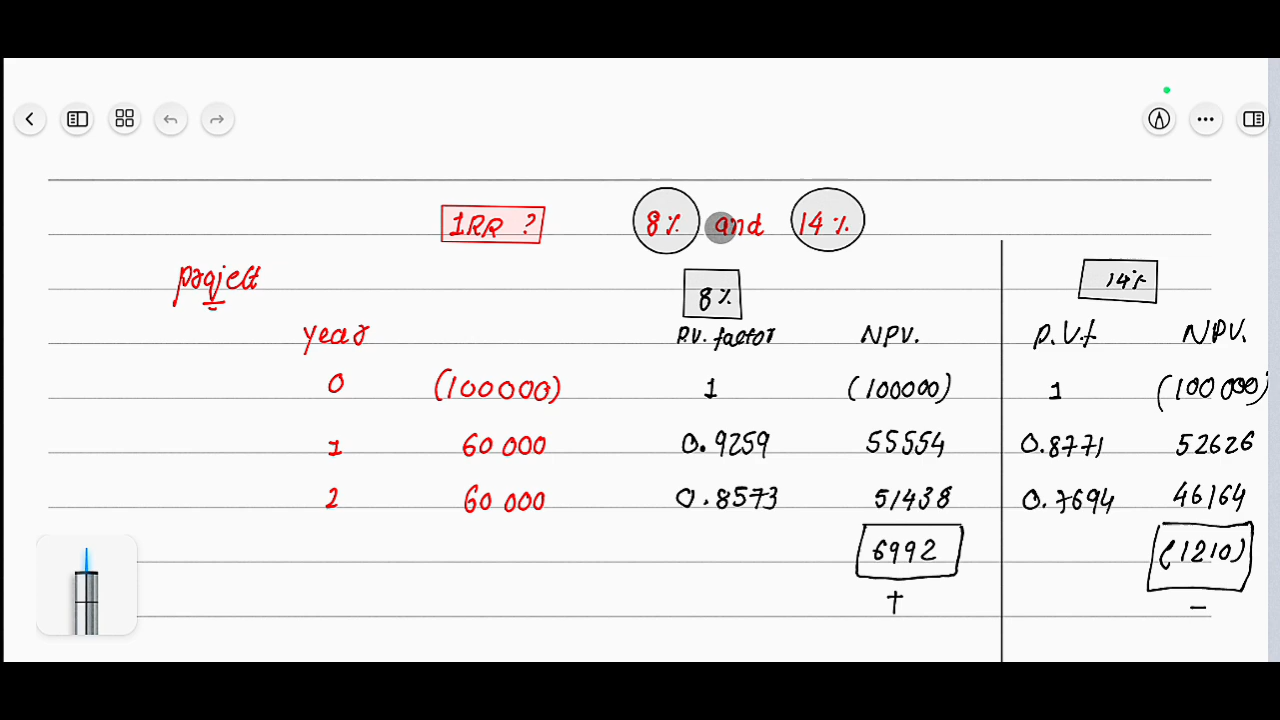 IRR ? 8% and 14%
project
8% 14%
year P.V. factor NPV. P.V.f NPV.
0 (100000) 1 (100000) 1 (100000)
1 60 000 0.9259 55554 0.8771 52626
2 60 000 0.8573 51438 0.7694 46164
6992 (1210)
+ −